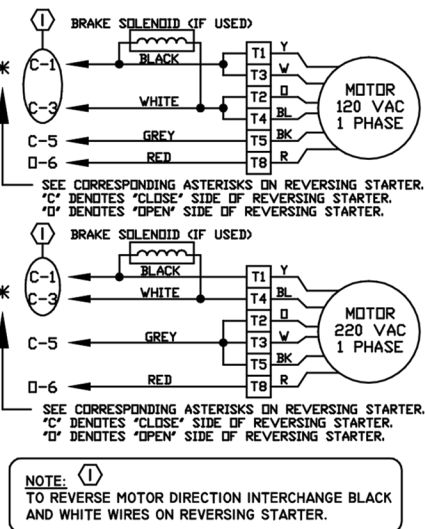 1 BRAKE SOLENOID (IF USED)
* C-1 BLACK T1 Y
T3 W
C-3 WHITE T2 O
T4 BL
C-5 GREY T5 BK
O-6 RED T8 R
MOTOR
120 VAC
1 PHASE
SEE CORRESPONDING ASTERISKS ON REVERSING STARTER.
"C" DENOTES "CLOSE" SIDE OF REVERSING STARTER.
"O" DENOTES "OPEN" SIDE OF REVERSING STARTER.
1 BRAKE SOLENOID (IF USED)
C-1 BLACK T1 Y
* C-3 WHITE T4 BL
T2 O
C-5 GREY T3 W
T5 BK
O-6 RED T8 R
MOTOR
220 VAC
1 PHASE
SEE CORRESPONDING ASTERISKS ON REVERSING STARTER.
"C" DENOTES "CLOSE" SIDE OF REVERSING STARTER.
"O" DENOTES "OPEN" SIDE OF REVERSING STARTER.
NOTE: 1
TO REVERSE MOTOR DIRECTION INTERCHANGE BLACK
AND WHITE WIRES ON REVERSING STARTER.